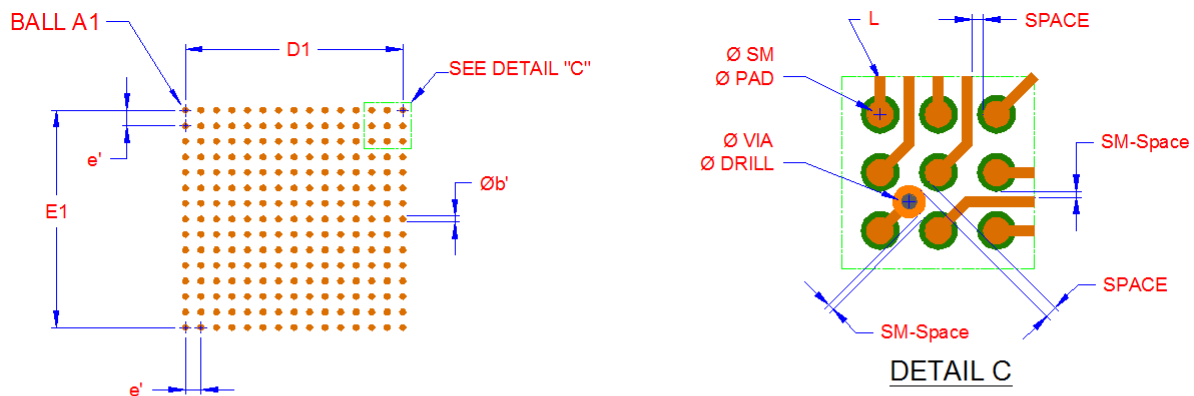 BALL A1
D1
SEE DETAIL "C"
e'
E1
Øb'
e'
L
SPACE
Ø SM
Ø PAD
Ø VIA
Ø DRILL
SM-Space
SPACE
SM-Space
DETAIL C